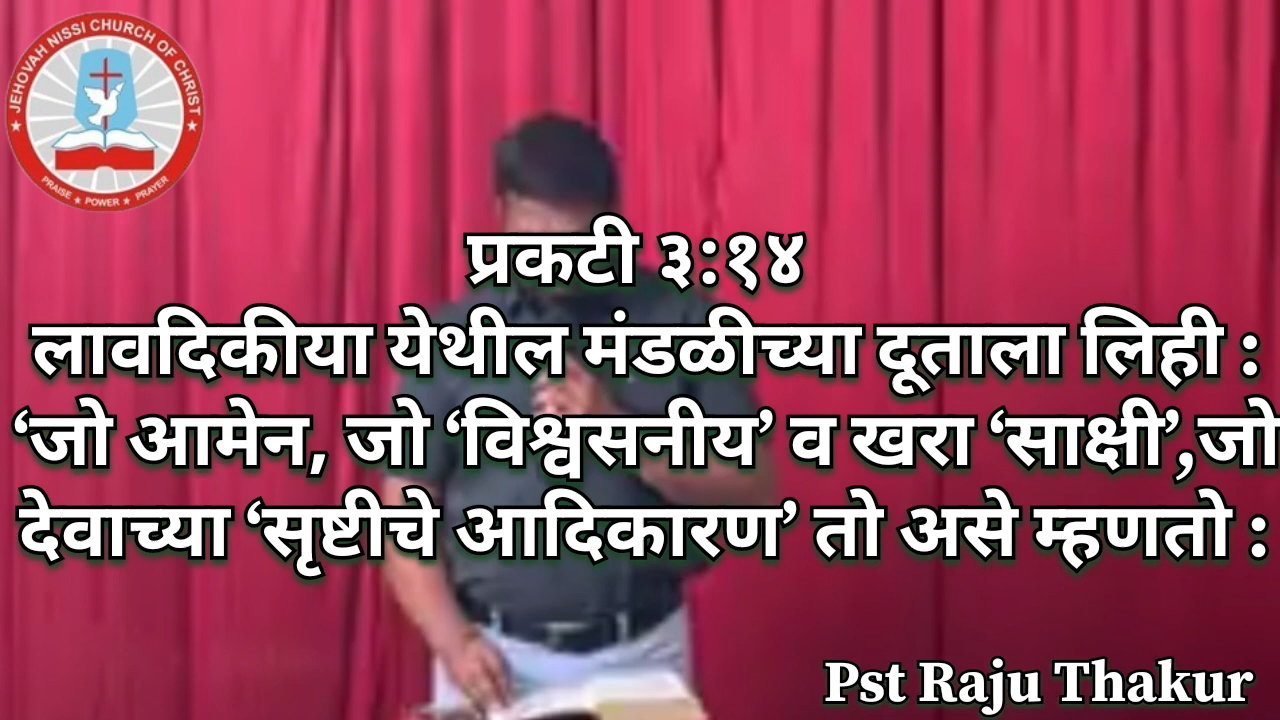 JEHOVAH NISSI CHURCH OF CHRIST
PRAISE ★ POWER ★ PRAYER
प्रकटी ३:१४
लावदिकीया येथील मंडळीच्या दूताला लिही :
‘जो आमेन, जो ‘विश्वसनीय’ व खरा ‘साक्षी’,जो
देवाच्या ‘सृष्टीचे आदिकारण’ तो असे म्हणतो :
Pst Raju Thakur